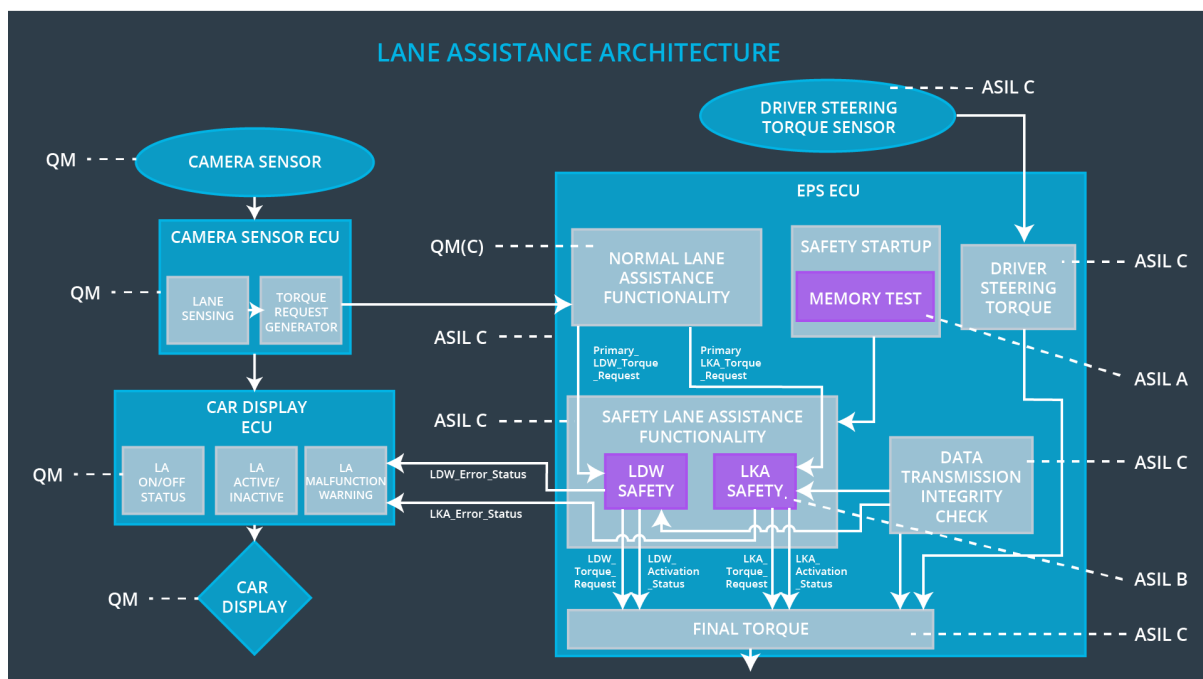 LANE ASSISTANCE ARCHITECTURE
ASIL C
DRIVER STEERING
TORQUE SENSOR
QM
CAMERA SENSOR
EPS ECU
CAMERA SENSOR ECU
QM(C)
NORMAL LANE
ASSISTANCE
FUNCTIONALITY
SAFETY STARTUP
MEMORY TEST
DRIVER
STEERING
TORQUE
ASIL C
QM
LANE
SENSING
TORQUE
REQUEST
GENERATOR
ASIL C
Primary_
LDW_Torque
_Request
Primary
LKA_Torque
_Request
ASIL A
CAR DISPLAY
ECU
ASIL C
SAFETY LANE ASSISTANCE
FUNCTIONALITY
QM
LA
ON/OFF
STATUS
LA
ACTIVE/
INACTIVE
LA
MALFUNCTION
WARNING
LDW_Error_Status
LKA_Error_Status
LDW
SAFETY
LKA
SAFETY
DATA
TRANSMISSION
INTEGRITY
CHECK
ASIL C
LDW_
Torque_
Request
LDW_
Activation
_Status
LKA_
Torque_
Request
LKA_
Activation
_Status
ASIL B
QM
CAR
DISPLAY
FINAL TORQUE
ASIL C